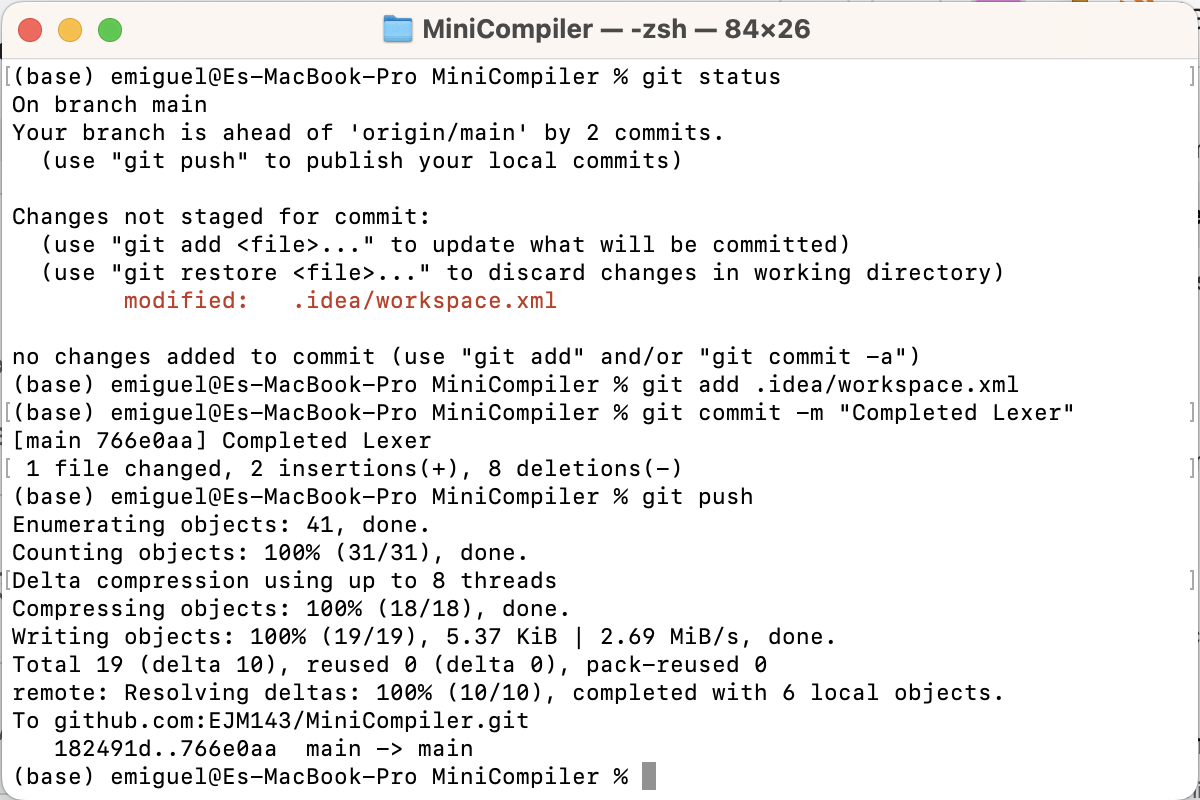 MiniCompiler — -zsh — 84×26
(base) emiguel@Es-MacBook-Pro MiniCompiler % git status
On branch main
Your branch is ahead of 'origin/main' by 2 commits.
  (use "git push" to publish your local commits)

Changes not staged for commit:
  (use "git add <file>..." to update what will be committed)
  (use "git restore <file>..." to discard changes in working directory)
        modified:   .idea/workspace.xml

no changes added to commit (use "git add" and/or "git commit -a")
(base) emiguel@Es-MacBook-Pro MiniCompiler % git add .idea/workspace.xml
(base) emiguel@Es-MacBook-Pro MiniCompiler % git commit -m "Completed Lexer"
[main 766e0aa] Completed Lexer
 1 file changed, 2 insertions(+), 8 deletions(-)
(base) emiguel@Es-MacBook-Pro MiniCompiler % git push
Enumerating objects: 41, done.
Counting objects: 100% (31/31), done.
Delta compression using up to 8 threads
Compressing objects: 100% (18/18), done.
Writing objects: 100% (19/19), 5.37 KiB | 2.69 MiB/s, done.
Total 19 (delta 10), reused 0 (delta 0), pack-reused 0
remote: Resolving deltas: 100% (10/10), completed with 6 local objects.
To github.com:EJM143/MiniCompiler.git
   182491d..766e0aa  main -> main
(base) emiguel@Es-MacBook-Pro MiniCompiler %